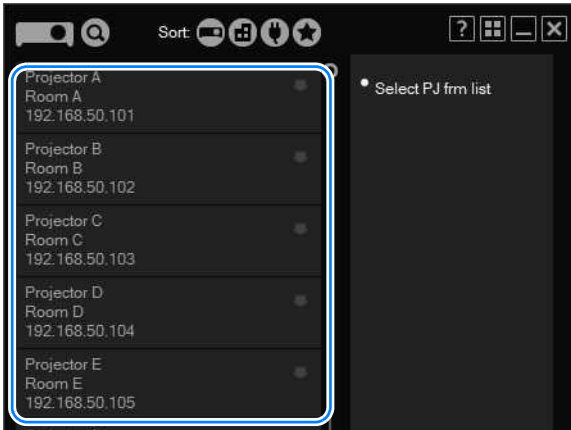 Sort:
?
Projector A
Room A
192.168.50.101
Projector B
Room B
192.168.50.102
Projector C
Room C
192.168.50.103
Projector D
Room D
192.168.50.104
Projector E
Room E
192.168.50.105
Select PJ frm list